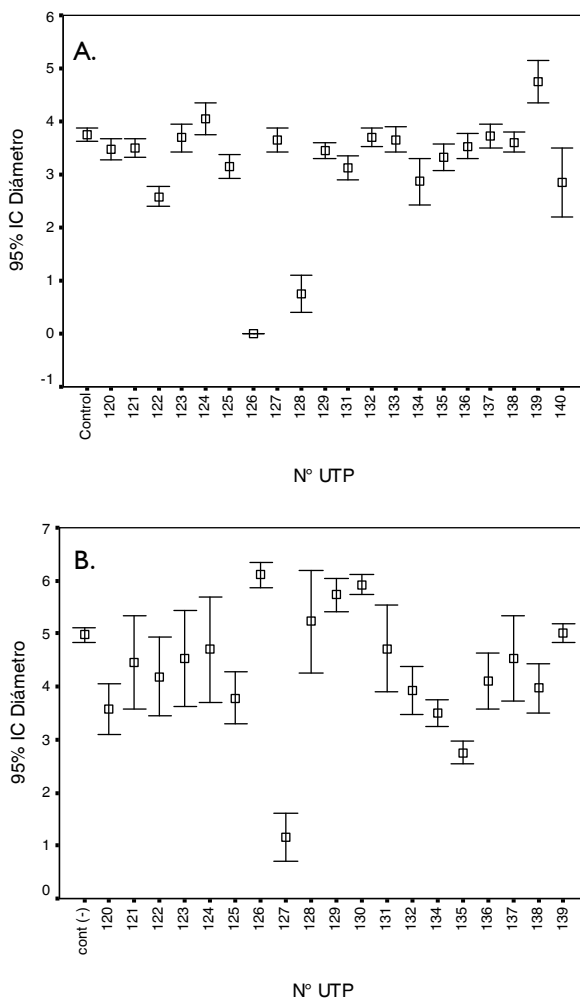 A.
95% IC Diámetro
6
5
4
3
2
1
0
-1
Control 120 121 122 123 124 125 126 127 128 129 131 132 133 134 135 136 137 138 139 140
N° UTP
B.
95% IC Diámetro
7
6
5
4
3
2
1
0
cont (-) 120 121 122 123 124 125 126 127 128 129 130 131 132 134 135 136 137 138 139
N° UTP